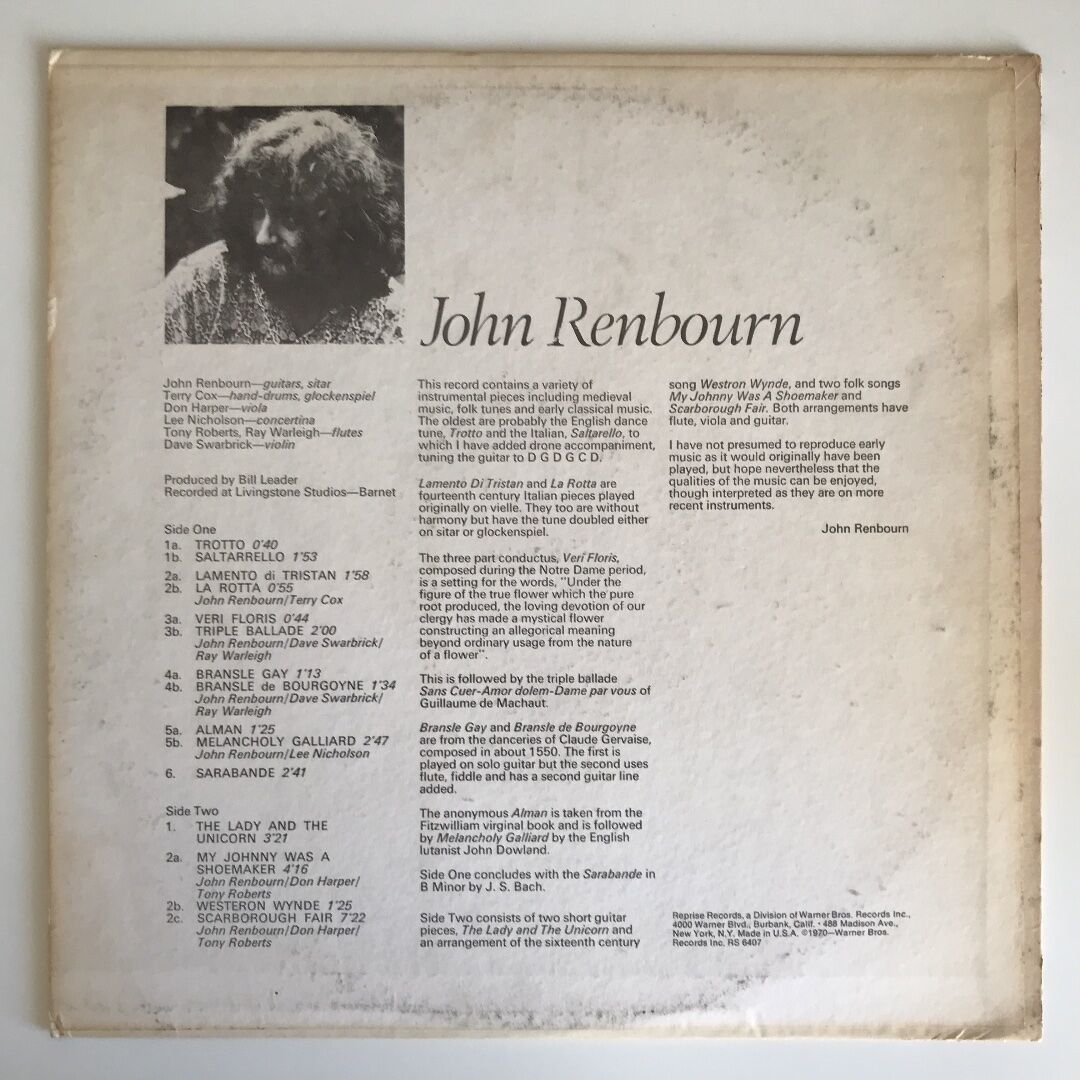 John Renbourn
John Renbourn—guitars, sitar
Terry Cox—hand-drums, glockenspiel
Don Harper—viola
Lee Nicholson—concertina
Tony Roberts, Ray Warleigh—flutes
Dave Swarbrick—violin
Produced by Bill Leader
Recorded at Livingstone Studios—Barnet
Side One
1a. TROTTO 0'40
1b. SALTARRELLO 1'53
2a. LAMENTO di TRISTAN 1'58
2b. LA ROTTA 0'55
John Renbourn/Terry Cox
3a. VERI FLORIS 0'44
3b. TRIPLE BALLADE 2'00
John Renbourn/Dave Swarbrick/
Ray Warleigh
4a. BRANSLE GAY 1'13
4b. BRANSLE de BOURGOYNE 1'34
John Renbourn/Dave Swarbrick/
Ray Warleigh
5a. ALMAN 1'25
5b. MELANCHOLY GALLIARD 2'47
John Renbourn/Lee Nicholson
6. SARABANDE 2'41
Side Two
1. THE LADY AND THE
UNICORN 3'21
2a. MY JOHNNY WAS A
SHOEMAKER 4'16
John Renbourn/Don Harper/
Tony Roberts
2b. WESTERON WYNDE 1'25
2c. SCARBOROUGH FAIR 7'22
John Renbourn/Don Harper/
Tony Roberts
This record contains a variety of
instrumental pieces including medieval
music, folk tunes and early classical music.
The oldest are probably the English dance
tune, Trotto and the Italian, Saltarello, to
which I have added drone accompaniment,
tuning the guitar to D G D G C D.
Lamento Di Tristan and La Rotta are
fourteenth century Italian pieces played
originally on vielle. They too are without
harmony but have the tune doubled either
on sitar or glockenspiel.
The three part conductus, Veri Floris,
composed during the Notre Dame period,
is a setting for the words, "Under the
figure of the true flower which the pure
root produced, the loving devotion of our
clergy has made a mystical flower
constructing an allegorical meaning
beyond ordinary usage from the nature
of a flower".
This is followed by the triple ballade
Sans Cuer-Amor dolem-Dame par vous of
Guillaume de Machaut.
Bransle Gay and Bransle de Bourgoyne
are from the danceries of Claude Gervaise,
composed in about 1550. The first is
played on solo guitar but the second uses
flute, fiddle and has a second guitar line
added.
The anonymous Alman is taken from the
Fitzwilliam virginal book and is followed
by Melancholy Galliard by the English
lutanist John Dowland.
Side One concludes with the Sarabande in
B Minor by J. S. Bach.
Side Two consists of two short guitar
pieces, The Lady and The Unicorn and
an arrangement of the sixteenth century
song Westron Wynde, and two folk songs
My Johnny Was A Shoemaker and
Scarborough Fair. Both arrangements have
flute, viola and guitar.
I have not presumed to reproduce early
music as it would originally have been
played, but hope nevertheless that the
qualities of the music can be enjoyed,
though interpreted as they are on more
recent instruments.
John Renbourn
Reprise Records, a Division of Warner Bros. Records Inc.,
4000 Warner Blvd., Burbank, Calif. • 488 Madison Ave.,
New York, N.Y. Made in U.S.A. ©1970—Warner Bros.
Records Inc. RS 6407